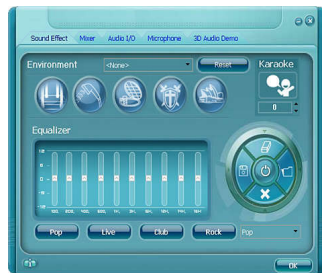 Sound Effect Mixer Audio I/O Microphone 3D Audio Demo
Environment <None> Reset Karaoke
0
Equalizer
Pop Live Club Rock Pop
OK